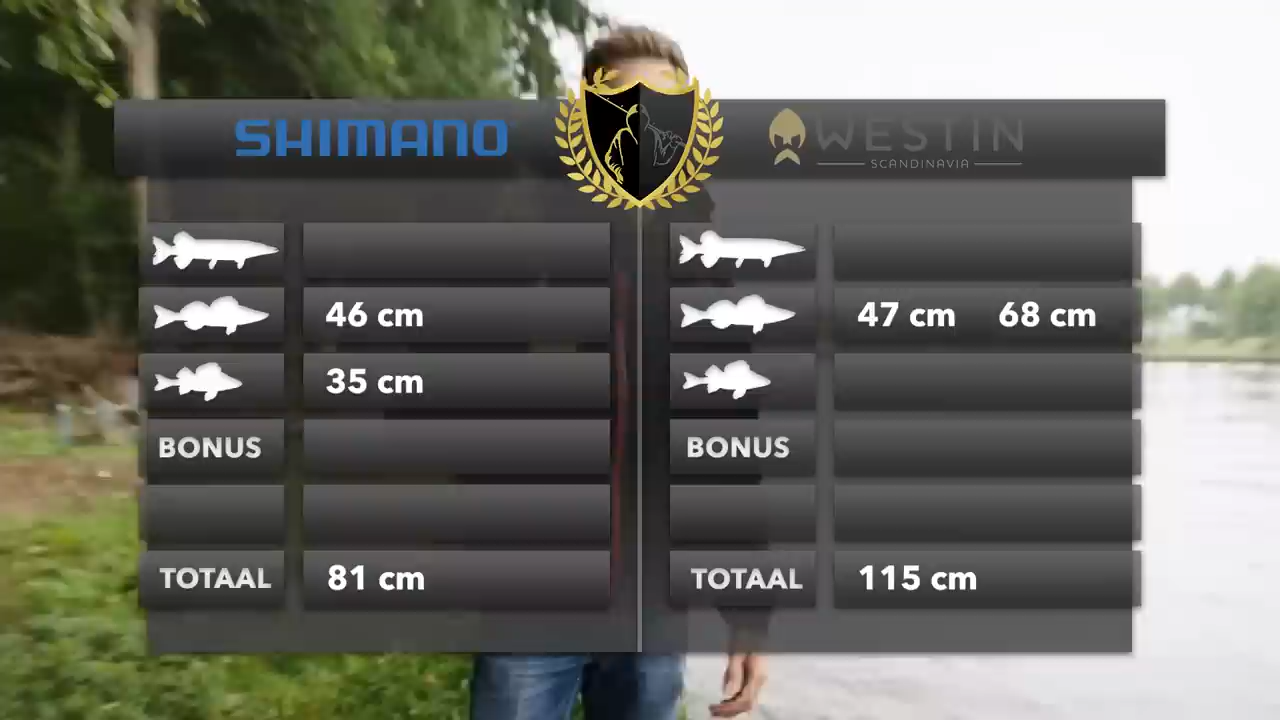 SHIMANO
WESTIN
SCANDINAVIA
46 cm
47 cm 68 cm
35 cm
BONUS
BONUS
TOTAAL 81 cm
TOTAAL 115 cm